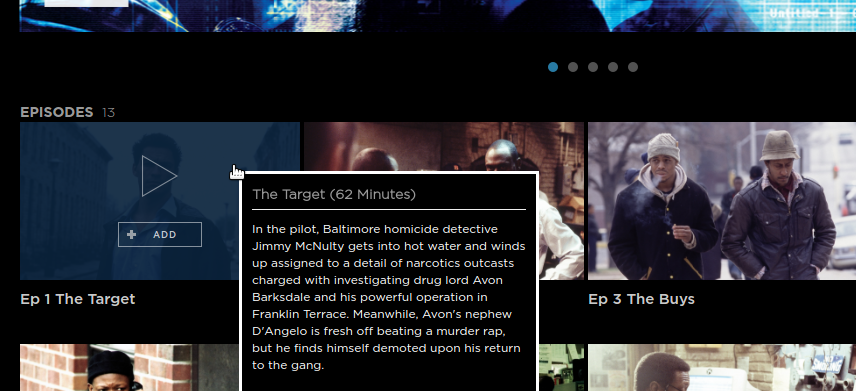 Untitled 1
EPISODES 13
The Target (62 Minutes)
In the pilot, Baltimore homicide detective
Jimmy McNulty gets into hot water and winds
up assigned to a detail of narcotics outcasts
charged with investigating drug lord Avon
Barksdale and his powerful operation in
Franklin Terrace. Meanwhile, Avon's nephew
D'Angelo is fresh off beating a murder rap,
but he finds himself demoted upon his return
to the gang.
+ ADD
Ep 1 The Target
Ep 3 The Buys